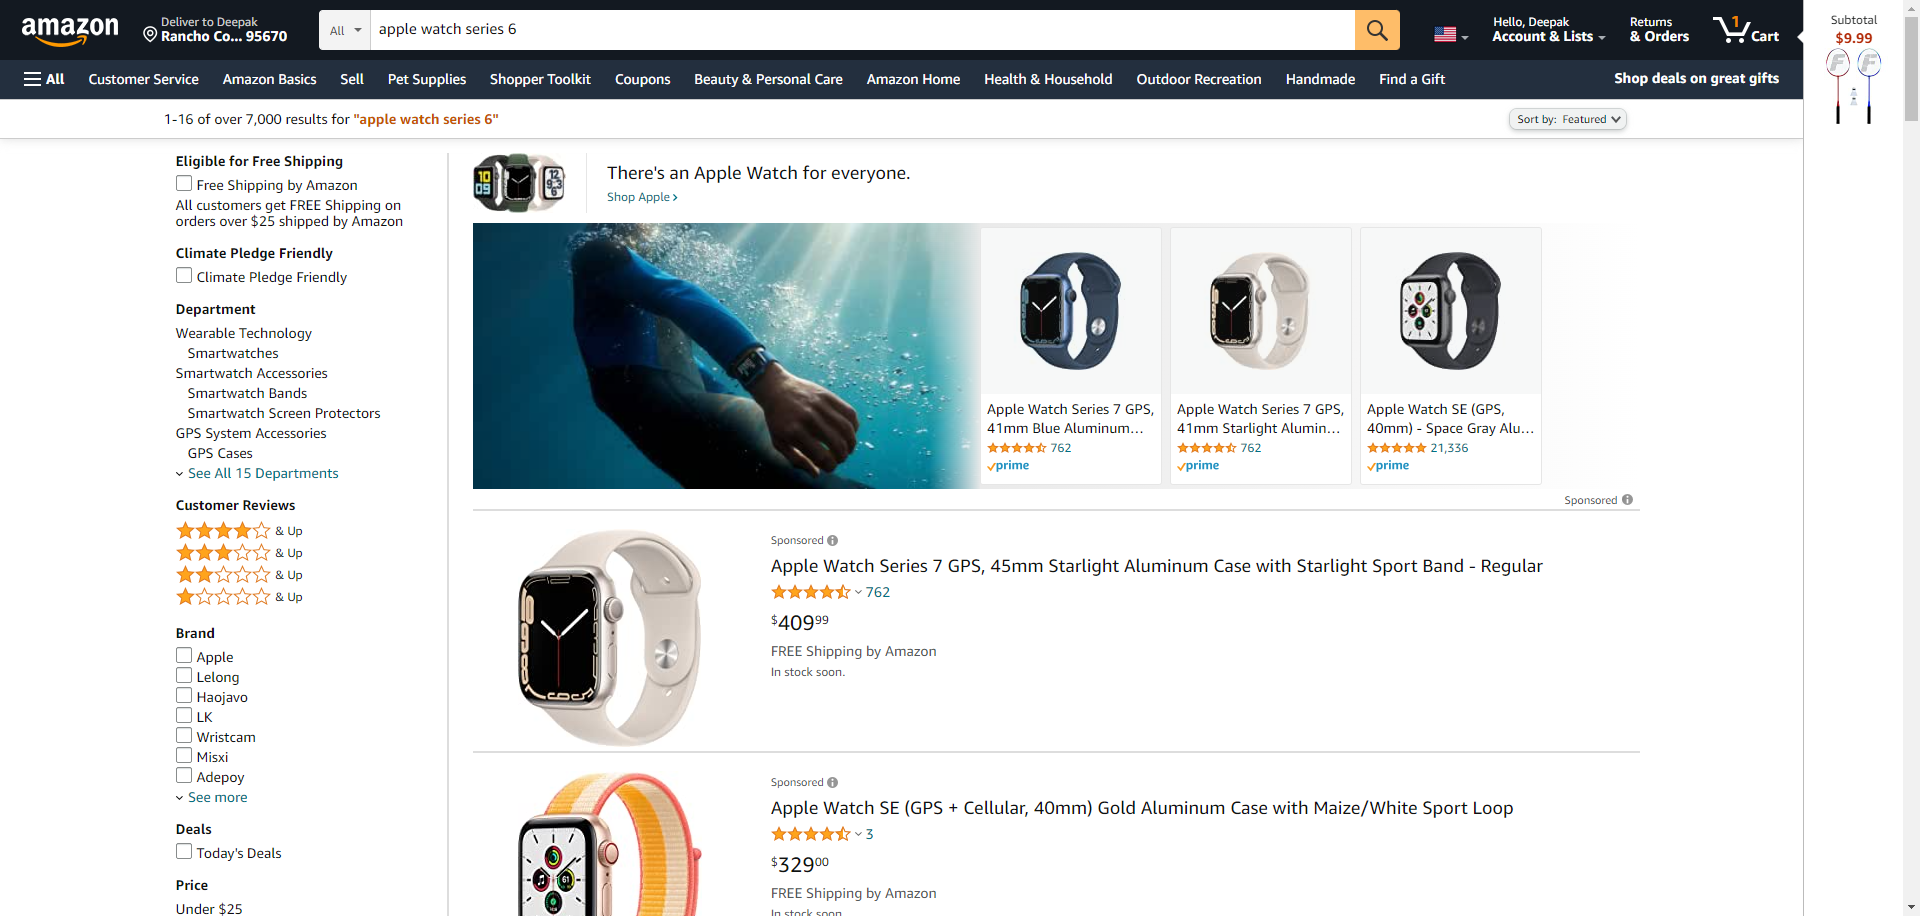 amazon
Deliver to Deepak
Rancho Co... 95670
All
apple watch series 6
Hello, Deepak
Account & Lists
Returns
& Orders
1
Cart
Subtotal
$9.99
All
Customer Service
Amazon Basics
Sell
Pet Supplies
Shopper Toolkit
Coupons
Beauty & Personal Care
Amazon Home
Health & Household
Outdoor Recreation
Handmade
Find a Gift
Shop deals on great gifts
1-16 of over 7,000 results for "apple watch series 6"
Sort by: Featured
Eligible for Free Shipping
Free Shipping by Amazon
All customers get FREE Shipping on
orders over $25 shipped by Amazon
Climate Pledge Friendly
Climate Pledge Friendly
Department
Wearable Technology
Smartwatches
Smartwatch Accessories
Smartwatch Bands
Smartwatch Screen Protectors
GPS System Accessories
GPS Cases
See All 15 Departments
Customer Reviews
& Up
& Up
& Up
& Up
Brand
Apple
Lelong
Haojavo
LK
Wristcam
Misxi
Adepoy
See more
Deals
Today's Deals
Price
Under $25
There's an Apple Watch for everyone.
Shop Apple ›
Apple Watch Series 7 GPS,
41mm Blue Aluminum...
762
prime
Apple Watch Series 7 GPS,
41mm Starlight Alumin...
762
prime
Apple Watch SE (GPS,
40mm) - Space Gray Alu...
21,336
prime
Sponsored
Sponsored
Apple Watch Series 7 GPS, 45mm Starlight Aluminum Case with Starlight Sport Band - Regular
762
$409.99
FREE Shipping by Amazon
In stock soon.
Sponsored
Apple Watch SE (GPS + Cellular, 40mm) Gold Aluminum Case with Maize/White Sport Loop
3
$329.00
FREE Shipping by Amazon
In stock soon.